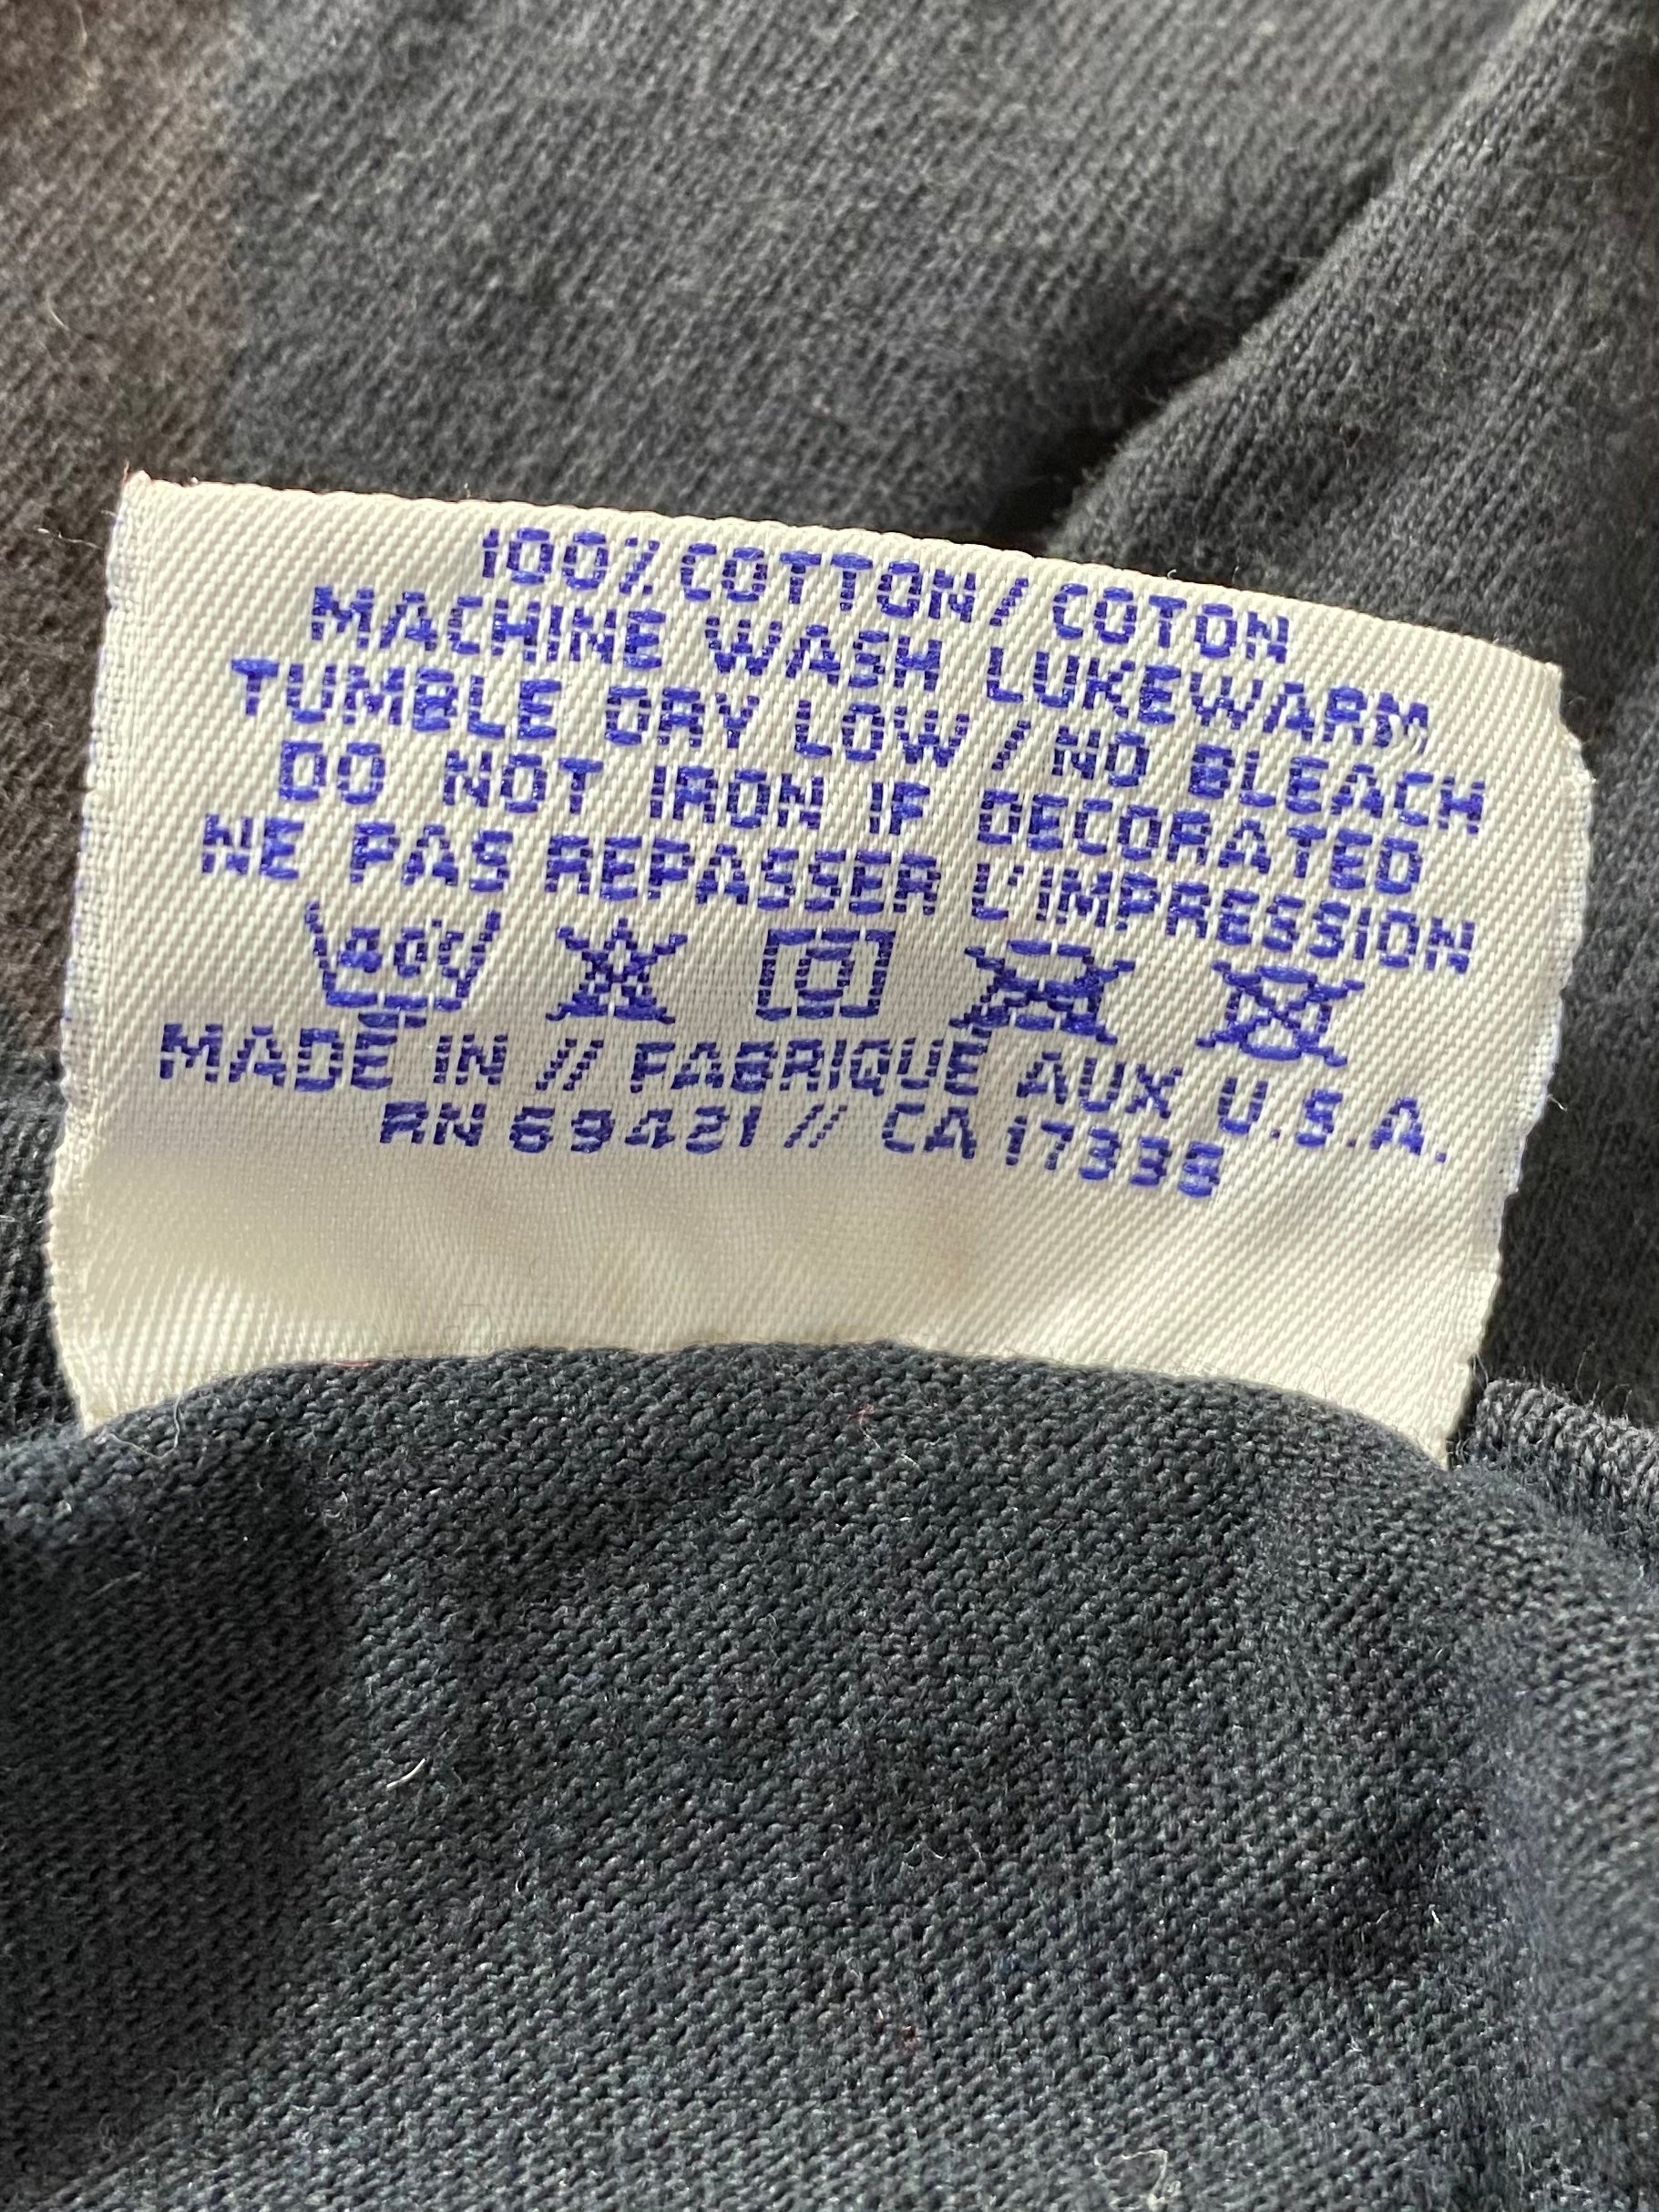 100% COTTON / COTON
MACHINE WASH LUKEWARM
TUMBLE DRY LOW / NO BLEACH
DO NOT IRON IF DECORATED
NE PAS REPASSER L'IMPRESSION
40°C
MADE IN // FABRIQUÉ AUX U.S.A.
RN 69421 // CA 17338